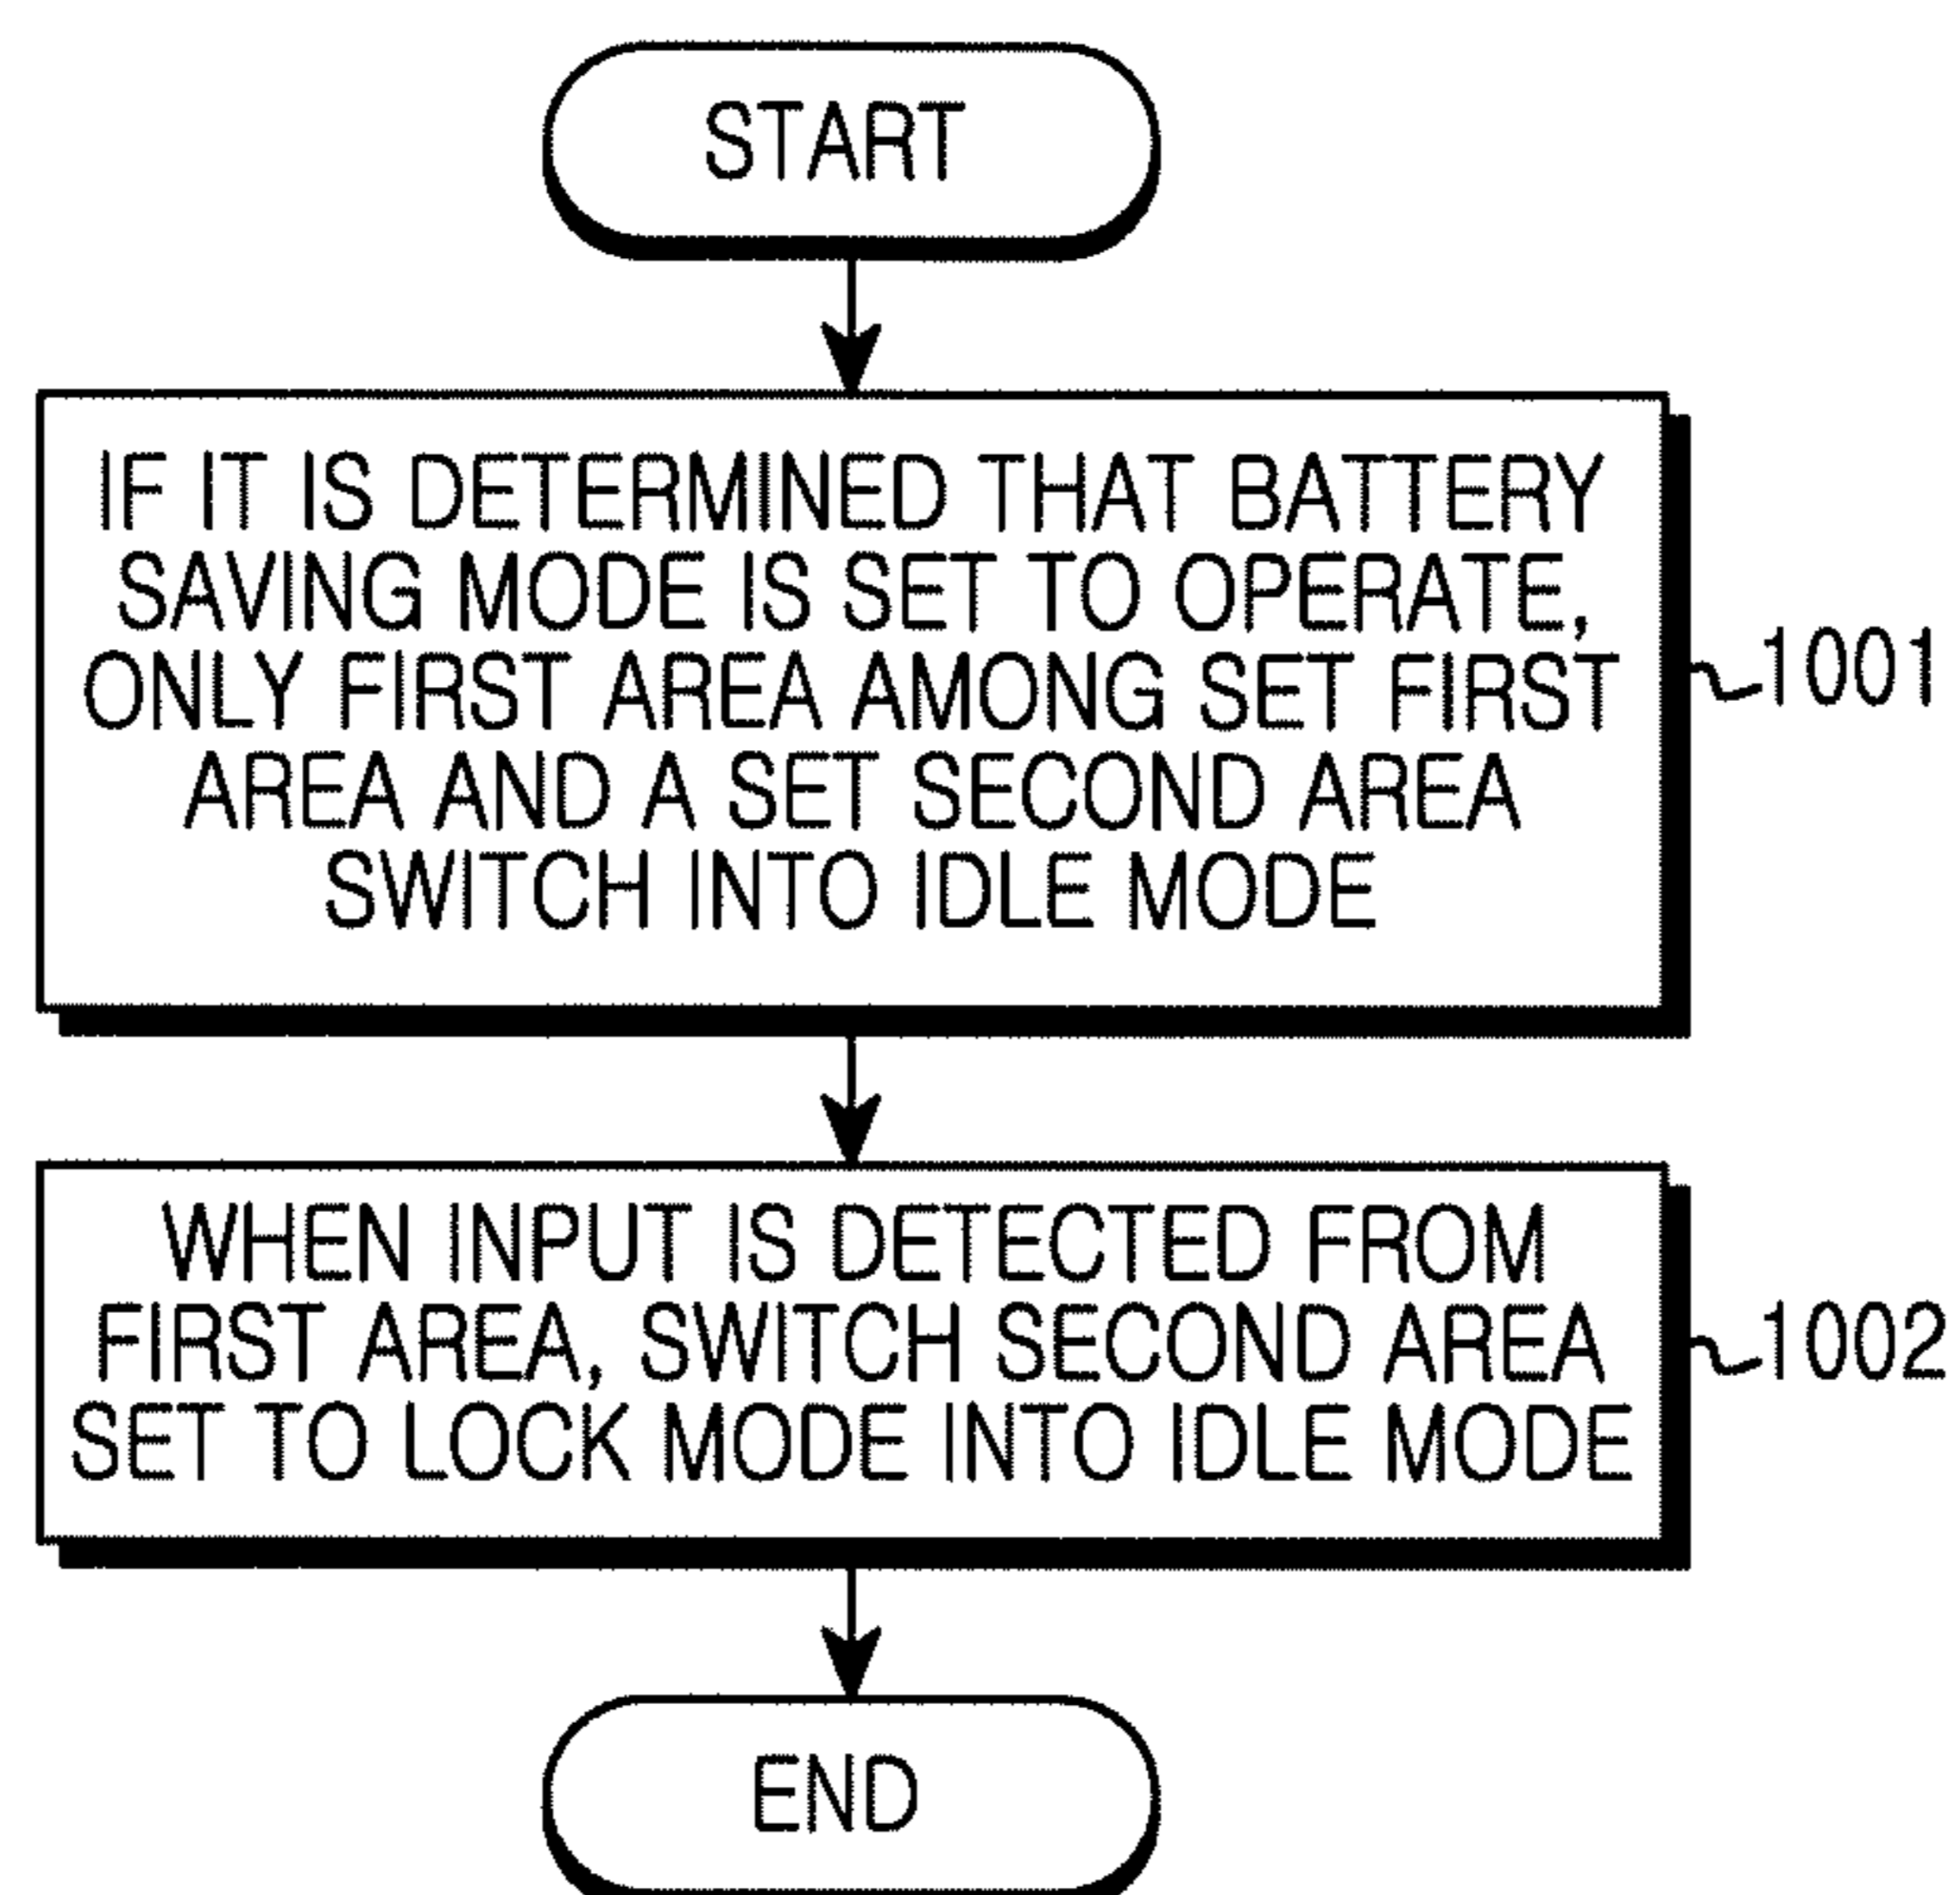 START
IF IT IS DETERMINED THAT BATTERY
SAVING MODE IS SET TO OPERATE,
ONLY FIRST AREA AMONG SET FIRST
AREA AND A SET SECOND AREA
SWITCH INTO IDLE MODE
1001
WHEN INPUT IS DETECTED FROM
FIRST AREA, SWITCH SECOND AREA
SET TO LOCK MODE INTO IDLE MODE
1002
END